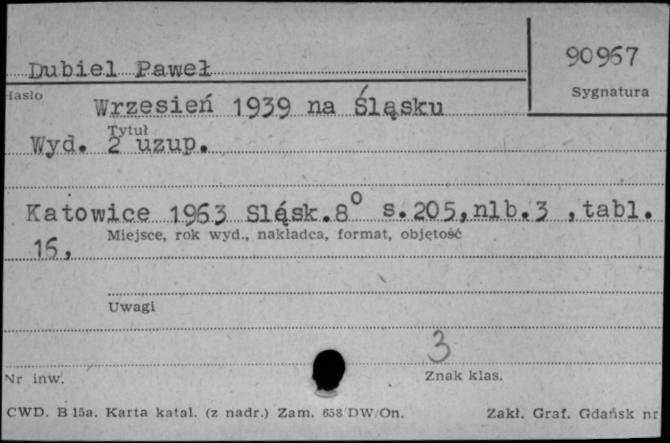 90967
Dubiel Paweł
Hasło
Sygnatura
Wrzesień 1939 na Śląsku
Tytuł
Wyd. 2 uzup.
Katowice 1963 Sląsk.8° s.205,nlb.3 ,tabl.
Miejsce, rok wyd., nakładca, format, objętość
16,
Uwagi
3
Nr inw.
Znak klas.
CWD. B 15a. Karta katal. (z nadr.) Zam. 658/DW/On.
Zakł. Graf. Gdańsk nr